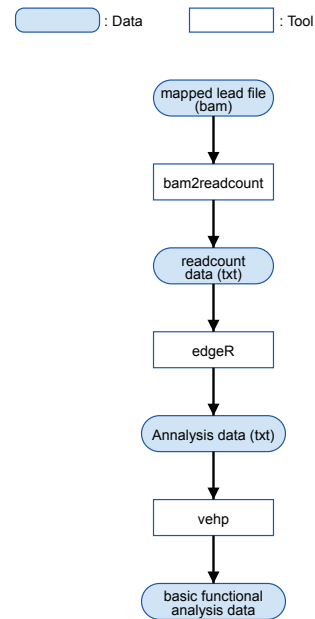 : Data
: Tool
mapped lead file
(bam)
bam2readcount
readcount
data (txt)
edgeR
Annalysis data (txt)
vehp
basic functional
analysis data